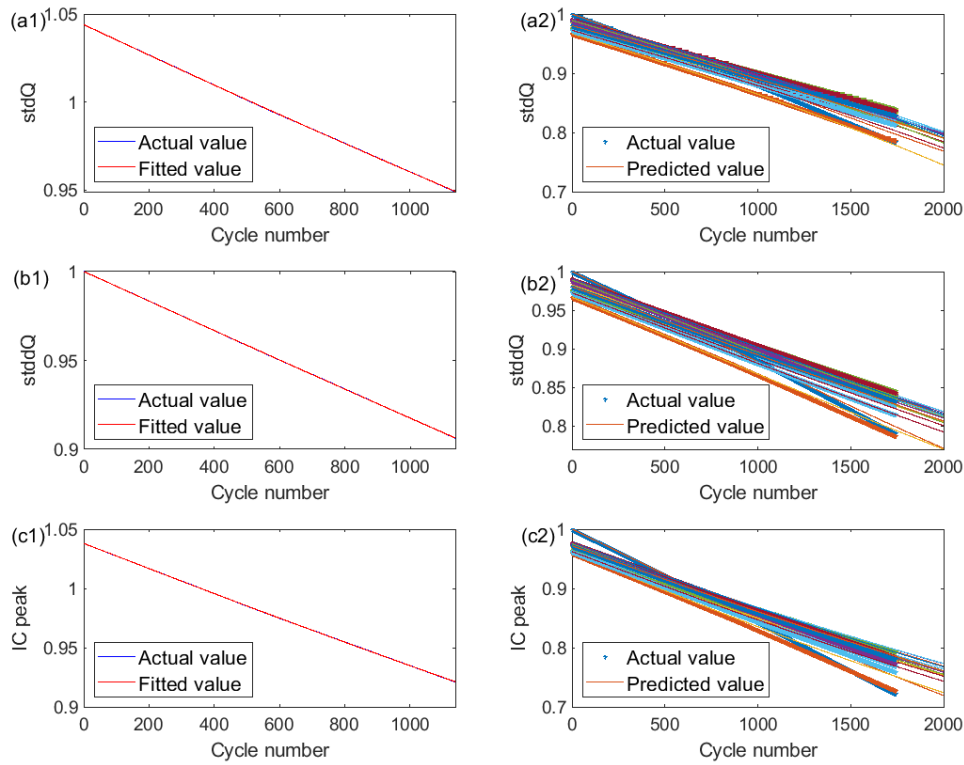 (a1)
1.05
1
0.95
stdQ
Actual value
Fitted value
0 200 400 600 800 1000
Cycle number
(a2)
1
0.9
0.8
0.7
stdQ
Actual value
Predicted value
0 500 1000 1500 2000
Cycle number
(b1)
1
0.95
0.9
stddQ
Actual value
Fitted value
0 200 400 600 800 1000
Cycle number
(b2)
1
0.95
0.9
0.85
0.8
stddQ
Actual value
Predicted value
0 500 1000 1500 2000
Cycle number
(c1)
1.05
1
0.95
0.9
IC peak
Actual value
Fitted value
0 200 400 600 800 1000
Cycle number
(c2)
1
0.9
0.8
0.7
IC peak
Actual value
Predicted value
0 500 1000 1500 2000
Cycle number